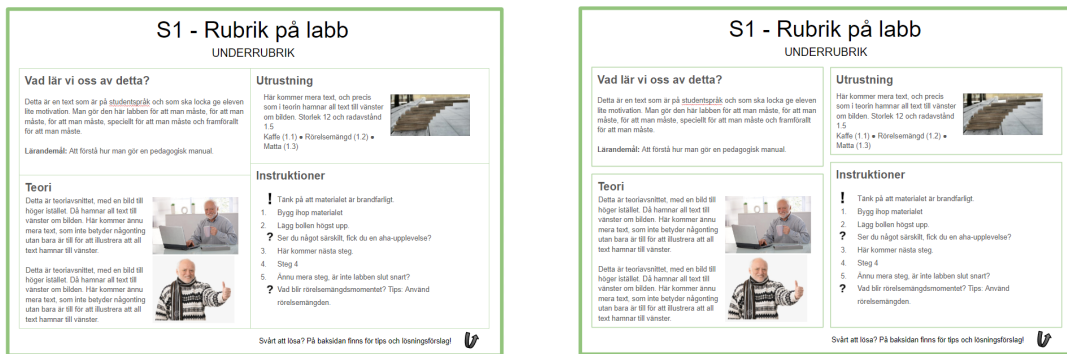 S1 - Rubrik på labb
UNDERRUBRIK
Vad lär vi oss av detta?
Detta är en text som är på studentspråk och som ska locka ge eleven
lite motivation. Man gör den här labben för att man måste, för att man
måste, för att man måste, speciellt för att man måste och framförallt
för att man måste.
Lärandemål: Att förstå hur man gör en pedagogisk manual.
Teori
Detta är teoriavsnittet, med en bild till
höger istället. Då hamnar all text till
vänster om bilden. Här kommer ännu
mera text, som inte betyder någonting
utan bara är till för att illustrera att all
text hamnar till vänster.
Detta är teoriavsnittet, med en bild till
höger istället. Då hamnar all text till
vänster om bilden. Här kommer ännu
mera text, som inte betyder någonting
utan bara är till för att illustrera att all
text hamnar till vänster.
Utrustning
Här kommer mera text, och precis
som i teorin hamnar all text till vänster
om bilden. Storlek 12 och radavstånd
1.5
Kaffe (1.1) ● Rörelsemängd (1.2) ●
Matta (1.3)
Instruktioner
! Tänk på att materialet är brandfarligt.
1. Bygg ihop materialet
2. Lägg bollen högst upp.
? Ser du något särskilt, fick du en aha-upplevelse?
3. Här kommer nästa steg.
4. Steg 4
5. Ännu mera steg, är inte labben slut snart?
? Vad blir rörelsemängdsmomentet? Tips: Använd
rörelsemängden.
Svårt att lösa? På baksidan finns för tips och lösningsförslag!
S1 - Rubrik på labb
UNDERRUBRIK
Vad lär vi oss av detta?
Detta är en text som är på studentspråk och som ska locka ge eleven
lite motivation. Man gör den här labben för att man måste, för att man
måste, för att man måste, speciellt för att man måste och framförallt
för att man måste.
Lärandemål: Att förstå hur man gör en pedagogisk manual.
Teori
Detta är teoriavsnittet, med en bild till
höger istället. Då hamnar all text till
vänster om bilden. Här kommer ännu
mera text, som inte betyder någonting
utan bara är till för att illustrera att all
text hamnar till vänster.
Detta är teoriavsnittet, med en bild till
höger istället. Då hamnar all text till
vänster om bilden. Här kommer ännu
mera text, som inte betyder någonting
utan bara är till för att illustrera att all
text hamnar till vänster.
Utrustning
Här kommer mera text, och precis
som i teorin hamnar all text till vänster
om bilden. Storlek 12 och radavstånd
1.5
Kaffe (1.1) ● Rörelsemängd (1.2) ●
Matta (1.3)
Instruktioner
! Tänk på att materialet är brandfarligt.
1. Bygg ihop materialet
2. Lägg bollen högst upp.
? Ser du något särskilt, fick du en aha-upplevelse?
3. Här kommer nästa steg.
4. Steg 4
5. Ännu mera steg, är inte labben slut snart?
? Vad blir rörelsemängdsmomentet? Tips: Använd
rörelsemängden.
Svårt att lösa? På baksidan finns för tips och lösningsförslag!